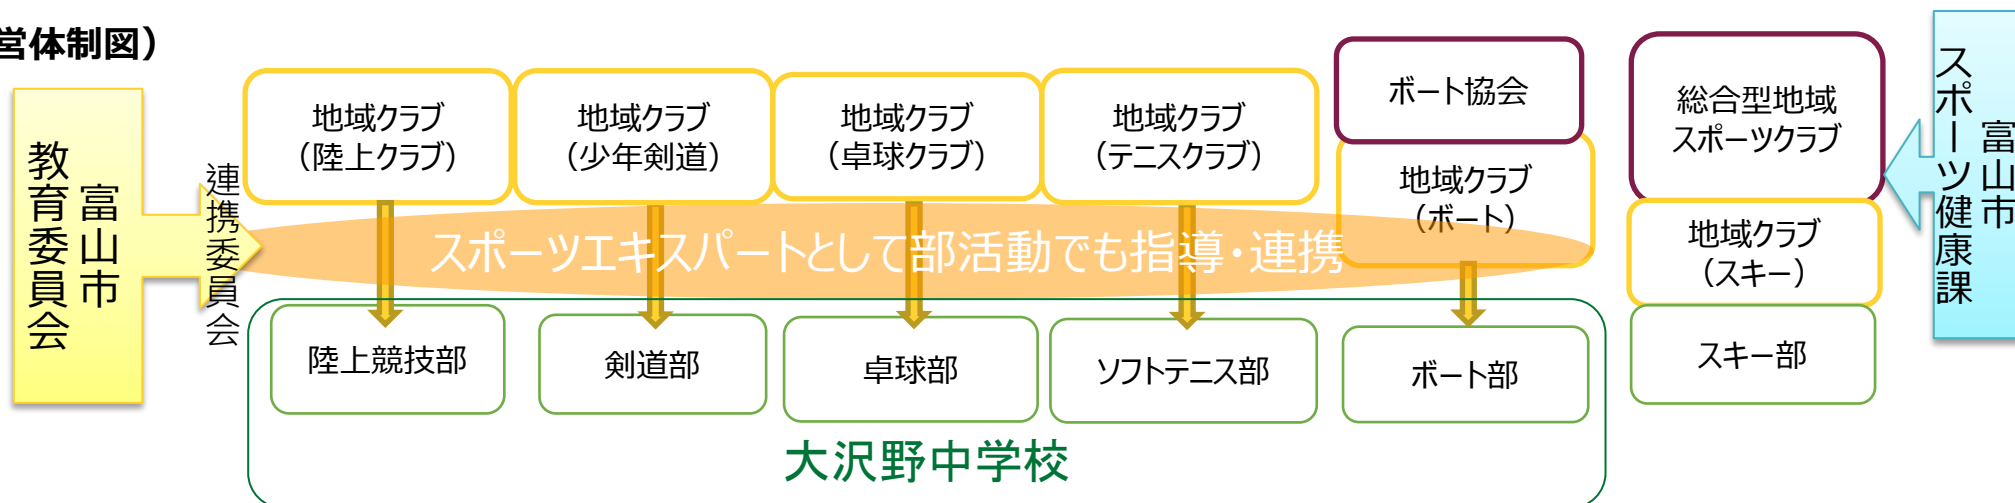 営体制図）
富山市
教育委員会
連携委員会
地域クラブ
（陸上クラブ）
地域クラブ
（少年剣道）
地域クラブ
（卓球クラブ）
地域クラブ
（テニスクラブ）
ボート協会
地域クラブ
（ボート）
総合型地域
スポーツクラブ
地域クラブ
（スキー）
富山市
スポーツ健康課
スポーツエキスパートとして部活動でも指導・連携
陸上競技部
剣道部
卓球部
ソフトテニス部
ボート部
スキー部
大沢野中学校